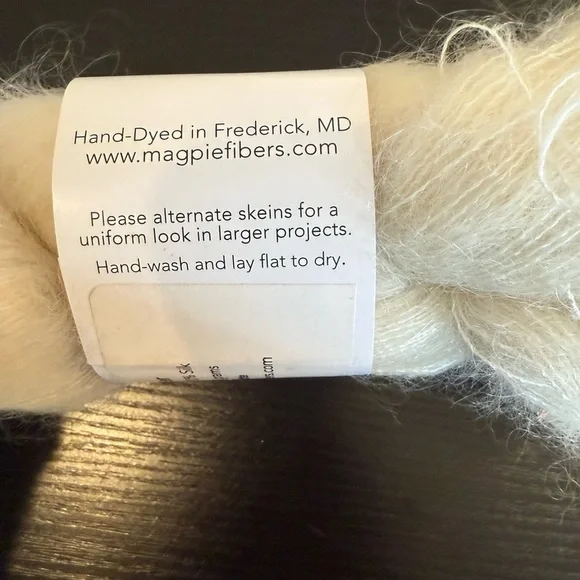 Hand-Dyed in Frederick, MD
www.magpiefibers.com
Please alternate skeins for a
uniform look in larger projects.
Hand-wash and lay flat to dry.
Silk